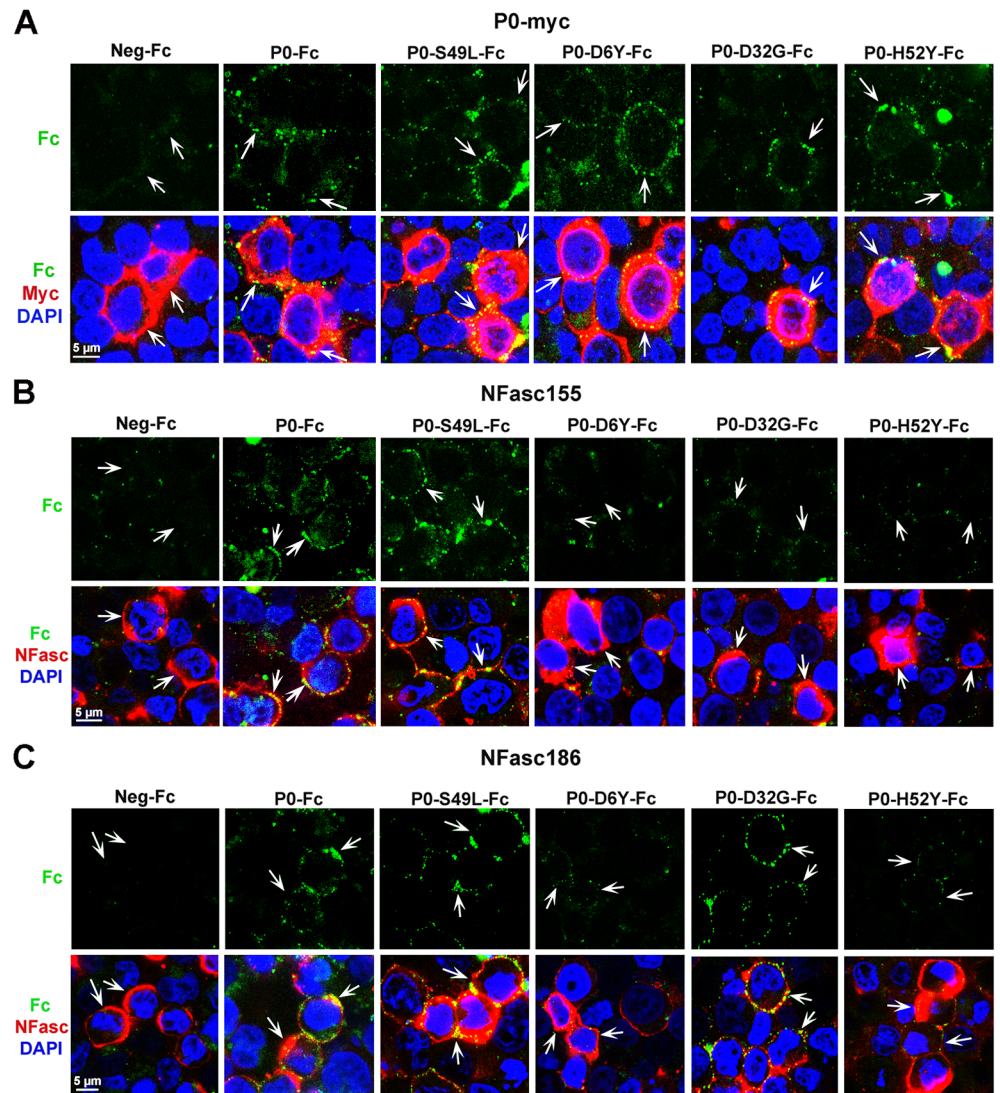 A
P0-myc
Neg-Fc P0-Fc P0-S49L-Fc P0-D6Y-Fc P0-D32G-Fc P0-H52Y-Fc
Fc
Fc
Myc
DAPI
5 µm
B
NFasc155
Neg-Fc P0-Fc P0-S49L-Fc P0-D6Y-Fc P0-D32G-Fc P0-H52Y-Fc
Fc
Fc
NFasc
DAPI
5 µm
C
NFasc186
Neg-Fc P0-Fc P0-S49L-Fc P0-D6Y-Fc P0-D32G-Fc P0-H52Y-Fc
Fc
Fc
NFasc
DAPI
5 µm